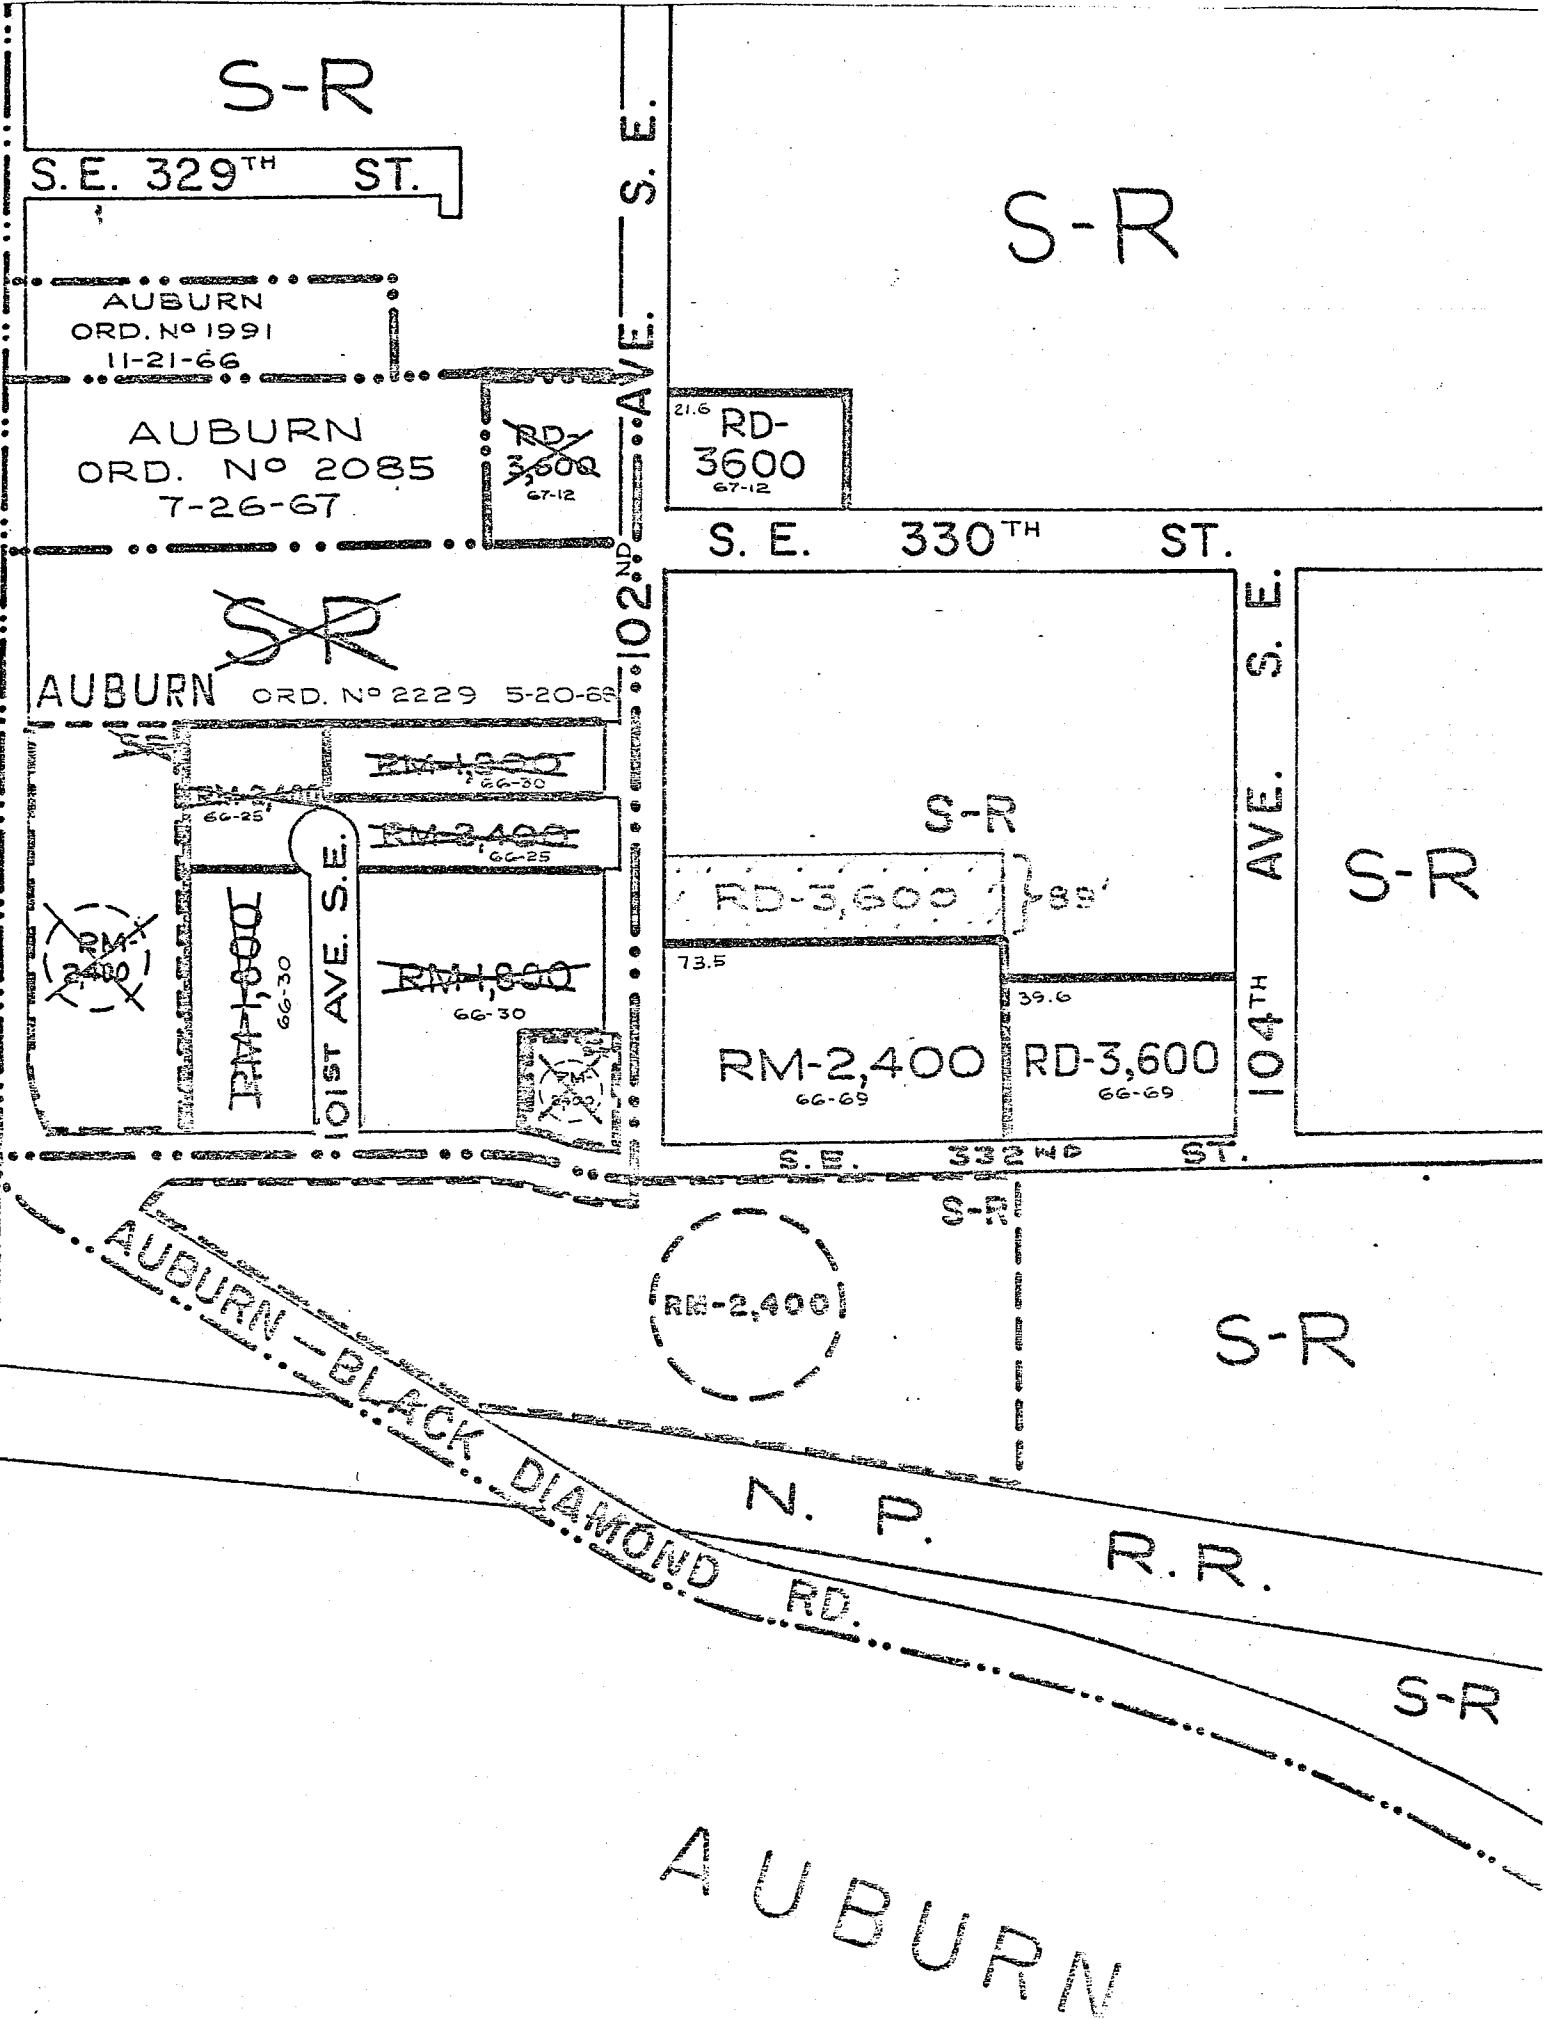 S-R
S.E. 329TH ST.
S-R
102ND AVE. S. E.
AUBURN
ORD. Nº 1991
11-21-66
AUBURN
ORD. Nº 2085
7-26-67
RD-
3,600
67-12
21.6
RD-
3600
67-12
S. E. 330TH ST.
S-R
AUBURN ORD. Nº 2229 5-20-68
RM-1,800
66-30
RM-2,400
66-25
RM-2,400
66-25
101ST AVE. S.E.
RM-
2,400
RM-1,800
66-30
RM-1,800
66-30
S-R
RD-3,600
88'
73.5
RM-2,400
66-69
39.6
RD-3,600
66-69
104TH AVE. S. E.
S-R
S.E. 332ND ST.
S-R
RM-2,400
S-R
AUBURN-BLACK DIAMOND RD.
N. P. R.R.
S-R
AUBURN